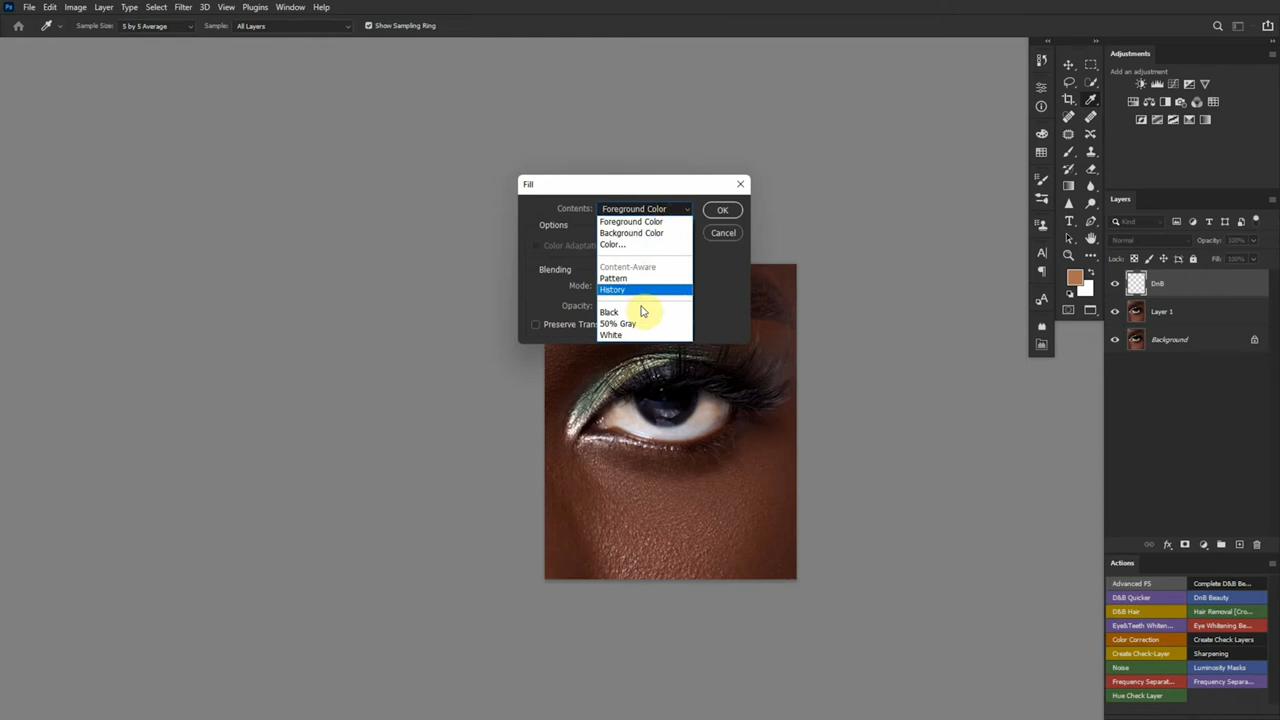 Ps File Edit Image Layer Type Select Filter 3D View Plugins Window Help
Sample Size: 5 by 5 Average Sample: All Layers Show Sampling Ring
Adjustments
Add an adjustment
Fill
Contents: Foreground Color OK
Foreground Color
Options
Background Color Cancel
Color...
Color Adaptati
Content-Aware
Blending
Pattern
Mode:
History
Opacity:
Black
Preserve Trans
50% Gray
White
Layers
Kind
Normal Opacity: 100%
Lock: Fill: 100%
DnB
Layer 1
Background
Actions
Advanced FS Complete D&B Be...
D&B Quicker DnB Beauty
D&B Hair Hair Removal [Cro...
Eye&Teeth Whiten... Eye Whitening Be...
Color Correction Create Check Layers
Create Check-Layer Sharpening
Noise Luminosity Masks
Frequency Separat... Frequency Separa...
Hue Check Layer